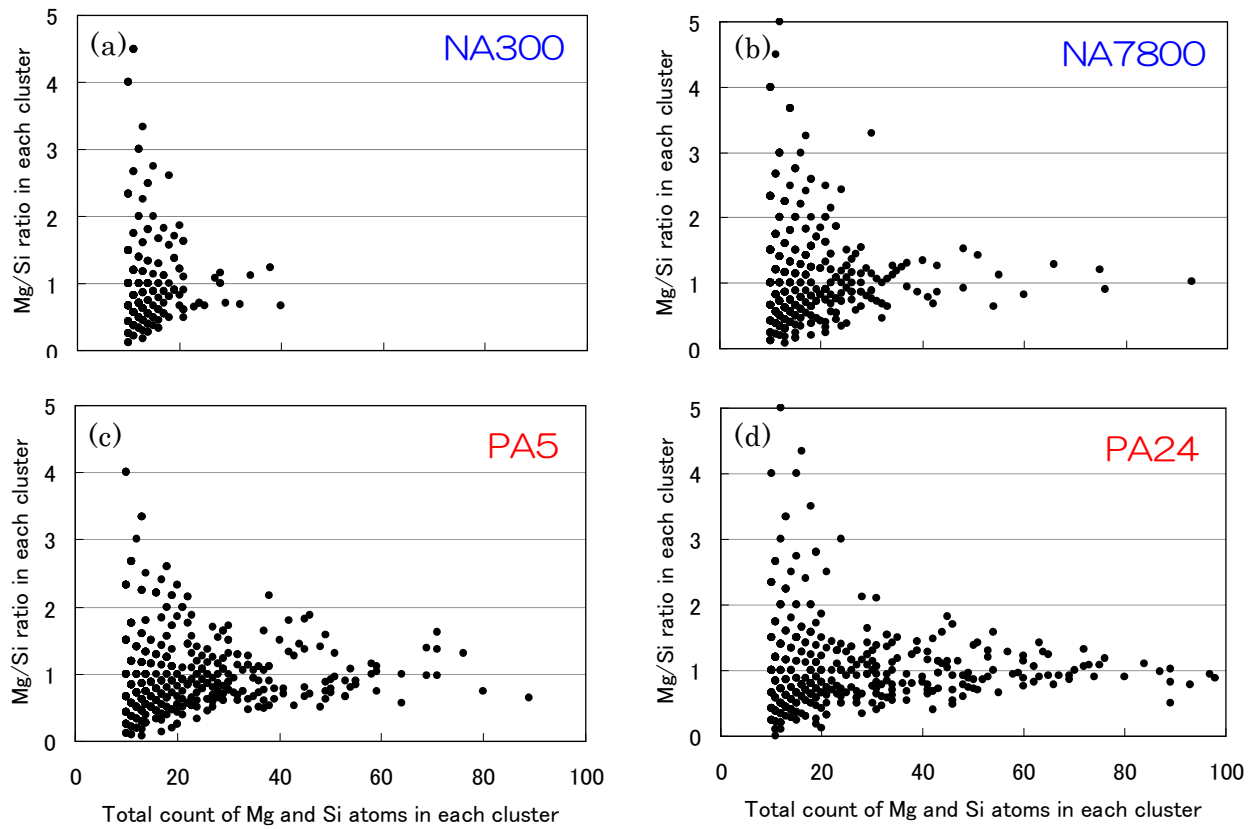 (a) NA300
Mg/Si ratio in each cluster
5
4
3
2
1
0
(b) NA7800
Mg/Si ratio in each cluster
5
4
3
2
1
0
(c) PA5
Mg/Si ratio in each cluster
5
4
3
2
1
0
0 20 40 60 80 100
Total count of Mg and Si atoms in each cluster
(d) PA24
Mg/Si ratio in each cluster
5
4
3
2
1
0
0 20 40 60 80 100
Total count of Mg and Si atoms in each cluster